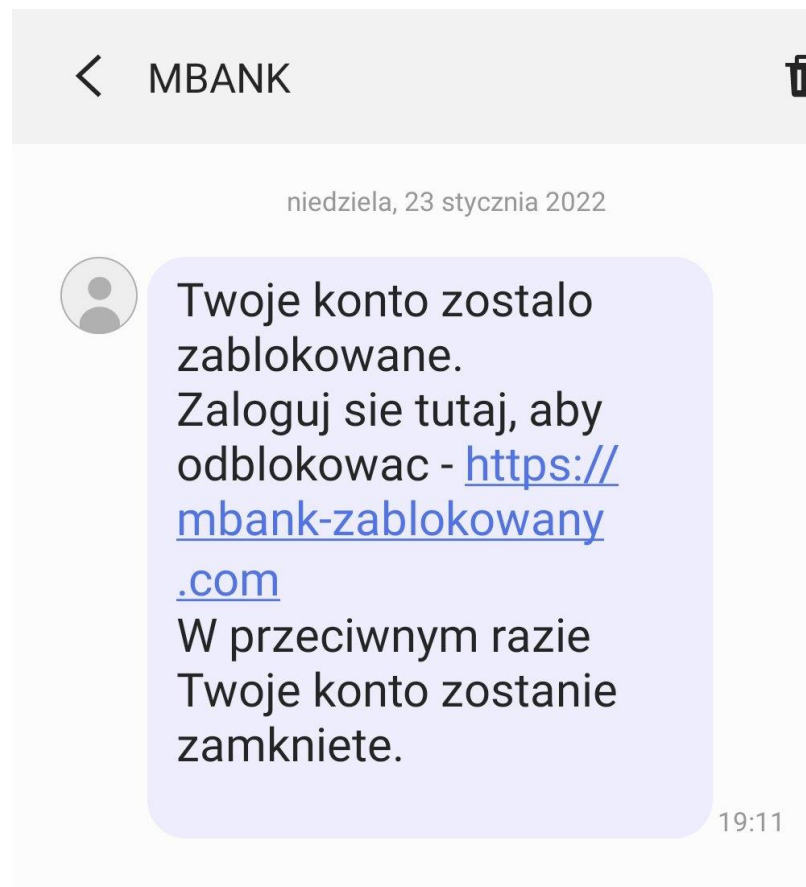 MBANK
niedziela, 23 stycznia 2022
Twoje konto zostalo
zablokowane.
Zaloguj sie tutaj, aby
odblokowac - https://
mbank-zablokowany
.com
W przeciwnym razie
Twoje konto zostanie
zamkniete.
19:11